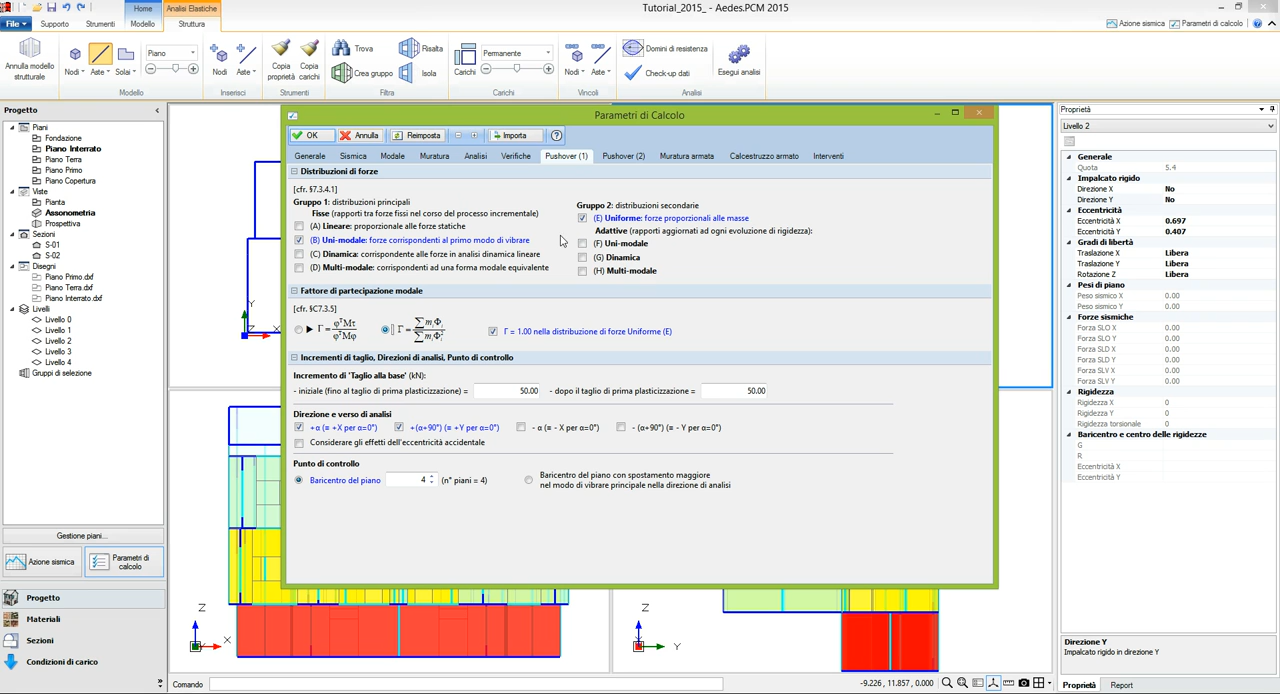 Tutorial_2015_ - Aedes.PCM 2015
Home
Analisi Elastiche
File
Supporto
Strumenti
Modello
Struttura
Azione sismica
Parametri di calcolo
Annulla modello
strutturale
Nodi
Aste
Solai
Piano
Modello
Nodi
Aste
Inserisci
Copia
proprietà
Copia
carichi
Strumenti
Trova
Crea gruppo
Risalta
Isola
Filtra
Carichi
Permanente
Carichi
Nodi
Aste
Vincoli
Domini di resistenza
Check-up dati
Esegui analisi
Analisi
Progetto
Piani
Fondazione
Piano Interrato
Piano Terra
Piano Primo
Piano Copertura
Viste
Pianta
Assonometria
Prospettiva
Sezioni
S-01
S-02
Disegni
Piano Primo.dxf
Piano Terra.dxf
Piano Interrato.dxf
Livelli
Livello 0
Livello 1
Livello 2
Livello 3
Livello 4
Gruppi di selezione
Gestione piani...
Azione sismica
Parametri di
calcolo
Progetto
Materiali
Sezioni
Condizioni di carico
Parametri di Calcolo
OK
Annulla
Reimposta
Importa
Generale
Sismica
Modale
Muratura
Analisi
Verifiche
Pushover (1)
Pushover (2)
Muratura armata
Calcestruzzo armato
Interventi
Distribuzioni di forze
[cfr. §7.3.4.1]
Gruppo 1: distribuzioni principali
Fisse (rapporti tra forze fissi nel corso del processo incrementale)
(A) Lineare: proporzionale alle forze statiche
(B) Uni-modale: forze corrispondenti al primo modo di vibrare
(C) Dinamica: corrispondente alle forze in analisi dinamica lineare
(D) Multi-modale: corrispondenti ad una forma modale equivalente
Gruppo 2: distribuzioni secondarie
(E) Uniforme: forze proporzionali alle masse
Adattive (rapporti aggiornati ad ogni evoluzione di rigidezza):
(F) Uni-modale
(G) Dinamica
(H) Multi-modale
Fattore di partecipazione modale
[cfr. §C7.3.5]
Γ = φᵀMτ / φᵀMφ
Γ = ∑mᵢΦᵢ / ∑mᵢΦᵢ²
Γ = 1.00 nella distribuzione di forze Uniforme (E)
Incrementi di taglio, Direzioni di analisi, Punto di controllo
Incremento di 'Taglio alla base' (kN):
- iniziale (fino al taglio di prima plasticizzazione) = 50.00 - dopo il taglio di prima plasticizzazione = 50.00
Direzione e verso di analisi
+α (≡ +X per α=0°)
+(α+90°) (≡ +Y per α=0°)
- α (≡ - X per α=0°)
- (α+90°) (≡ - Y per α=0°)
Considerare gli effetti dell'eccentricità accidentale
Punto di controllo
Baricentro del piano 4 (n° piani = 4)
Baricentro del piano con spostamento maggiore
nel modo di vibrare principale nella direzione di analisi
Y
X
Z
X
Z
Y
Comando
-9.226, 11.857, 0.000
Proprietà
Livello 2
Generale
Quota 5.4
Impalcato rigido
Direzione X No
Direzione Y No
Eccentricità
Eccentricità X 0.697
Eccentricità Y 0.407
Gradi di libertà
Traslazione X Libera
Traslazione Y Libera
Rotazione Z Libera
Pesi di piano
Peso sismico X 0.00
Peso sismico Y 0.00
Forze sismiche
Forza SLO X 0.00
Forza SLO Y 0.00
Forza SLD X 0.00
Forza SLD Y 0.00
Forza SLV X 0.00
Forza SLV Y 0.00
Rigidezza
Rigidezza X 0
Rigidezza Y 0
Rigidezza torsionale 0
Baricentro e centro delle rigidezze
G
R
Eccentricità X
Eccentricità Y
Direzione Y
Impalcato rigido in direzione Y
Proprietà
Report